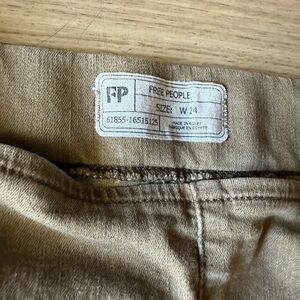 FP
FREE PEOPLE
SIZE: W 24
61855-16515125
MADE IN EGYPT
FABRIQUE EN EGYPTE